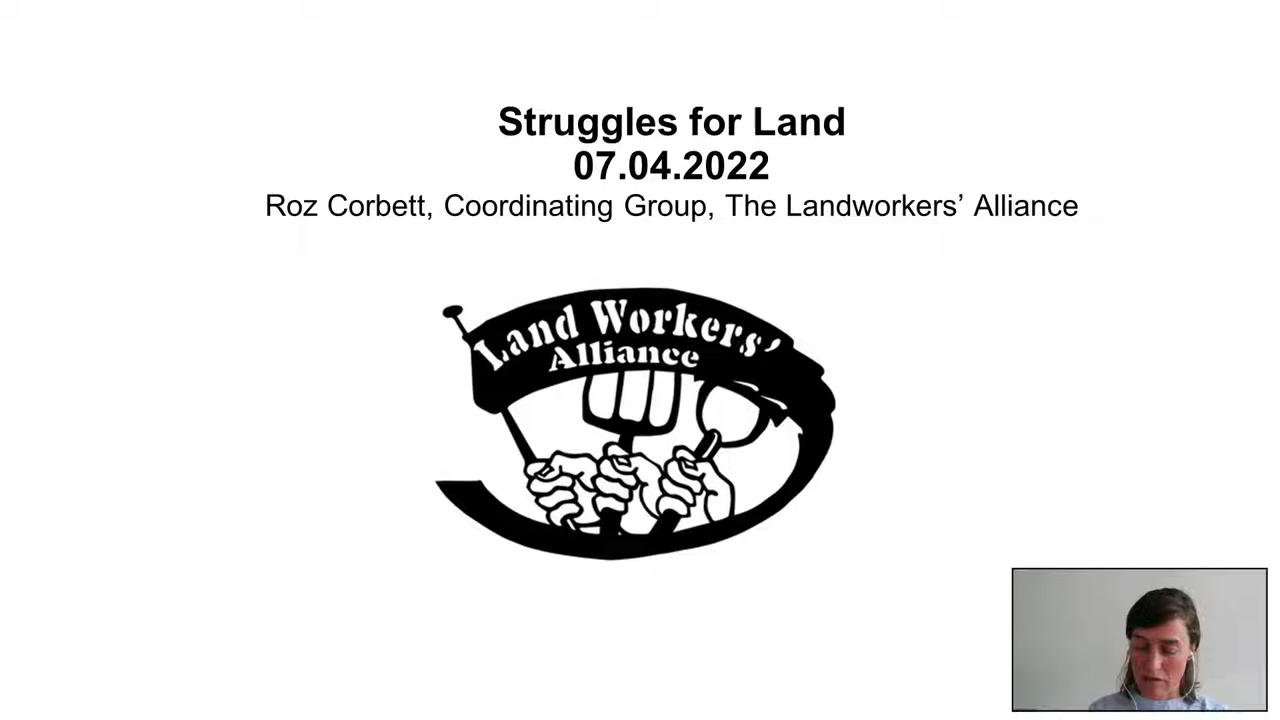 Struggles for Land
07.04.2022
Roz Corbett, Coordinating Group, The Landworkers’ Alliance
Land Workers’
Alliance